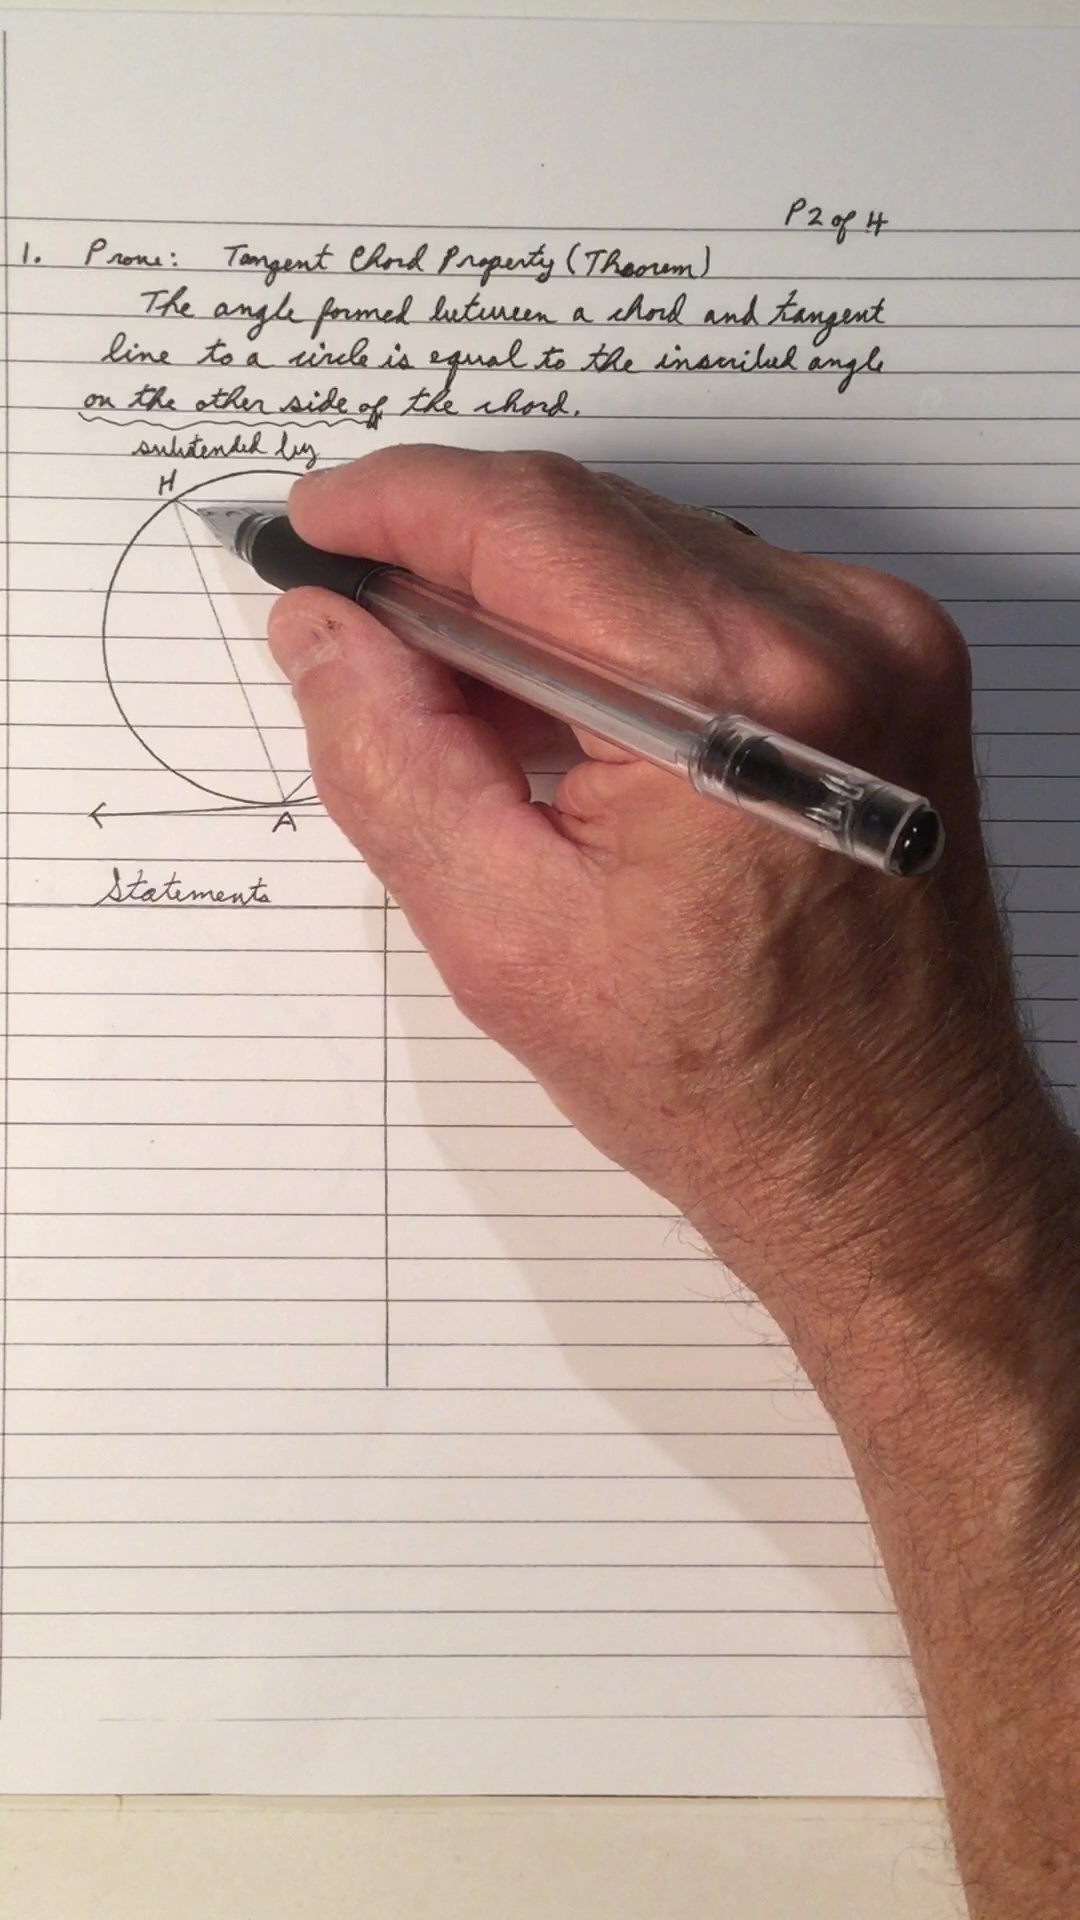 P2 of 4
1. Prove: Tangent Chord Property (Theorem)
The angle formed between a chord and tangent
line to a circle is equal to the inscribed angle
on the other side of the chord.
subtended by
H
A
Statements